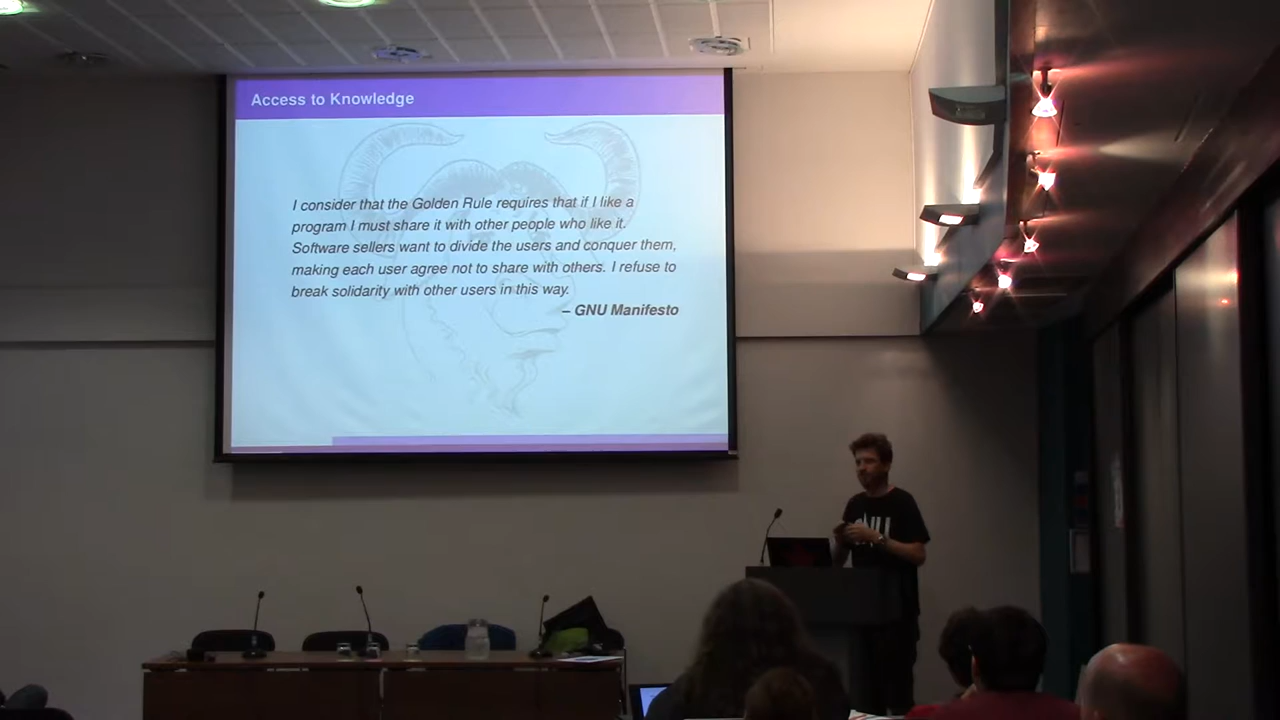 Access to Knowledge
I consider that the Golden Rule requires that if I like a
program I must share it with other people who like it.
Software sellers want to divide the users and conquer them,
making each user agree not to share with others. I refuse to
break solidarity with other users in this way.
– GNU Manifesto